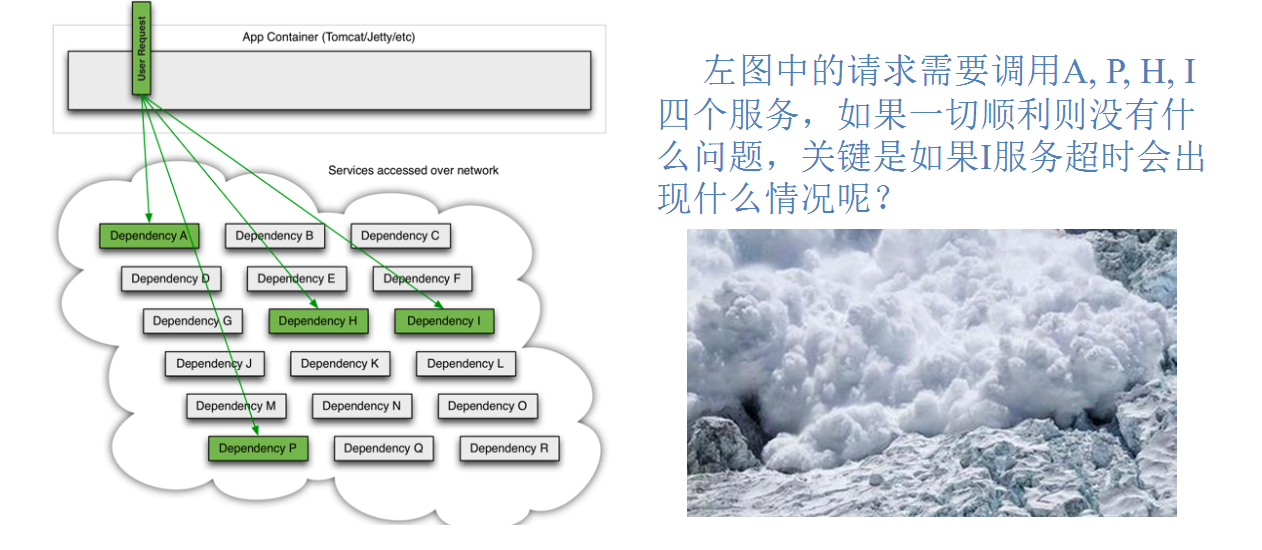 User Request
App Container (Tomcat/Jetty/etc)
Services accessed over network
Dependency A
Dependency B
Dependency C
Dependency D
Dependency E
Dependency F
Dependency G
Dependency H
Dependency I
Dependency J
Dependency K
Dependency L
Dependency M
Dependency N
Dependency O
Dependency P
Dependency Q
Dependency R
左图中的请求需要调用A, P, H, I
四个服务，如果一切顺利则没有什
么问题，关键是如果I服务超时会出
现什么情况呢？